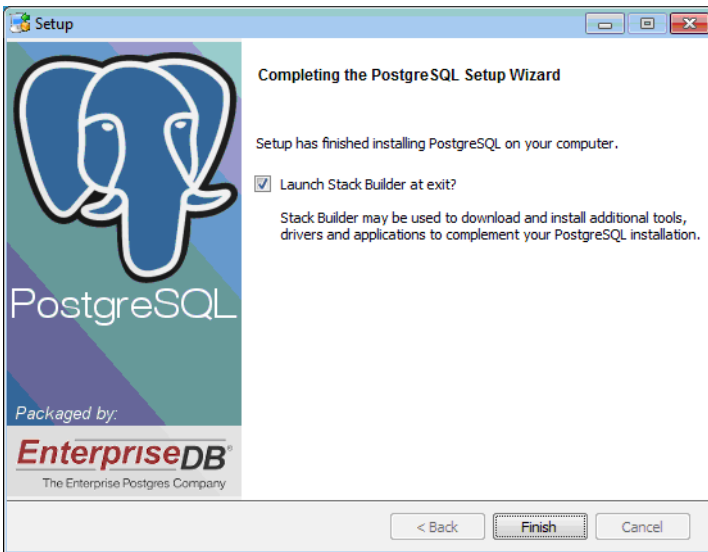 Setup
Completing the PostgreSQL Setup Wizard
Setup has finished installing PostgreSQL on your computer.
Launch Stack Builder at exit?
Stack Builder may be used to download and install additional tools,
drivers and applications to complement your PostgreSQL installation.
PostgreSQL
Packaged by:
EnterpriseDB®
The Enterprise Postgres Company
< Back
Finish
Cancel